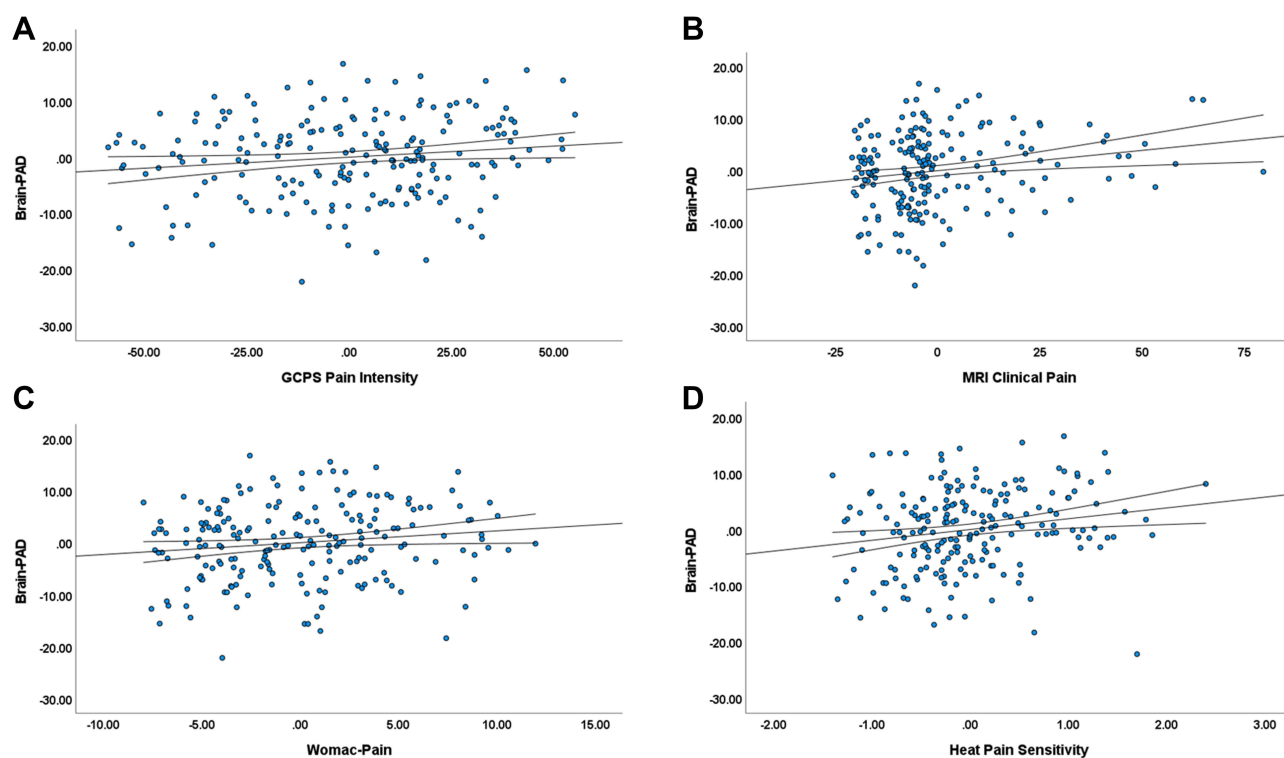 A
20.00
10.00
.00
-10.00
-20.00
-30.00
Brain-PAD
-50.00 -25.00 .00 25.00 50.00
GCPS Pain Intensity
B
20.00
10.00
.00
-10.00
-20.00
-30.00
Brain-PAD
-25 0 25 50 75
MRI Clinical Pain
C
20.00
10.00
.00
-10.00
-20.00
-30.00
Brain-PAD
-10.00 -5.00 .00 5.00 10.00 15.00
Womac-Pain
D
20.00
10.00
.00
-10.00
-20.00
-30.00
Brain-PAD
-2.00 -1.00 .00 1.00 2.00 3.00
Heat Pain Sensitivity